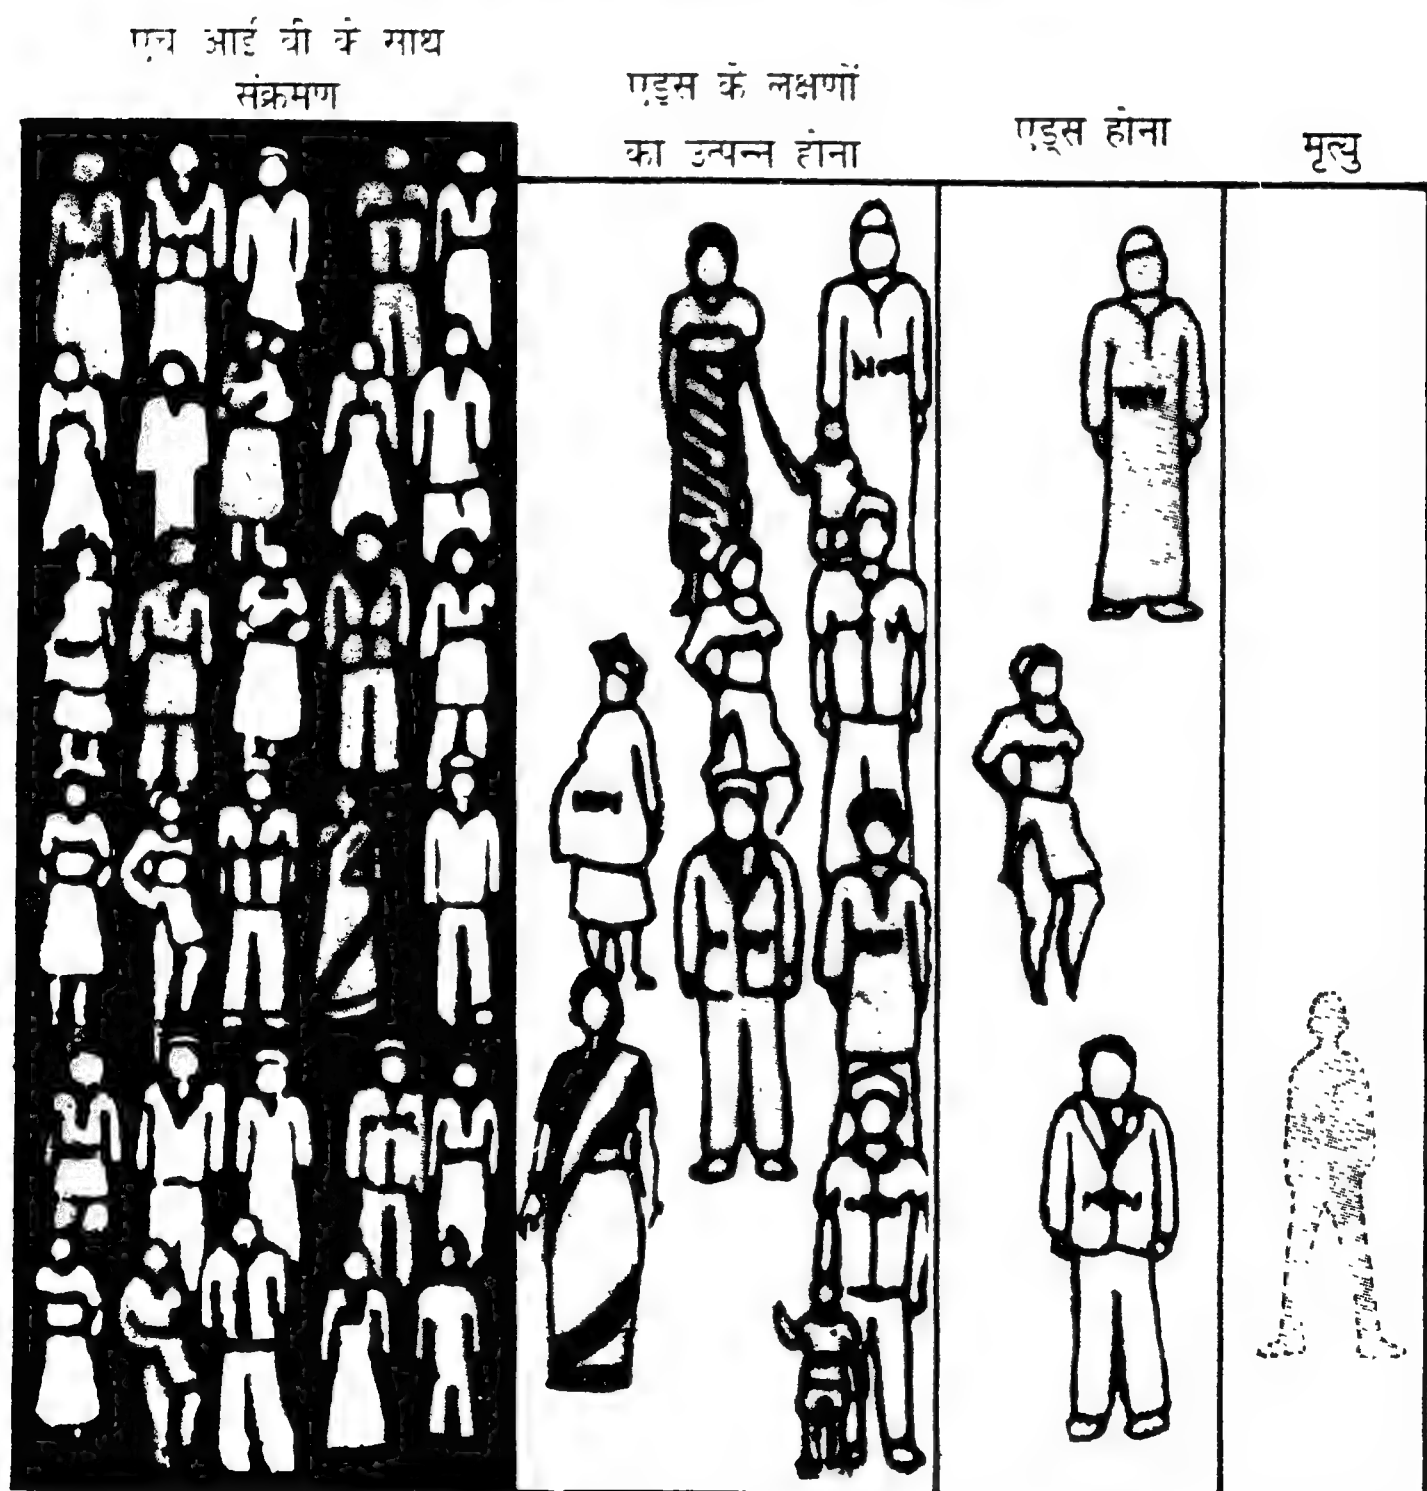 एच आई वी के साथ
संक्रमण
एड्स के लक्षणों
का उत्पन्न होना
एड्स होना
मृत्यु